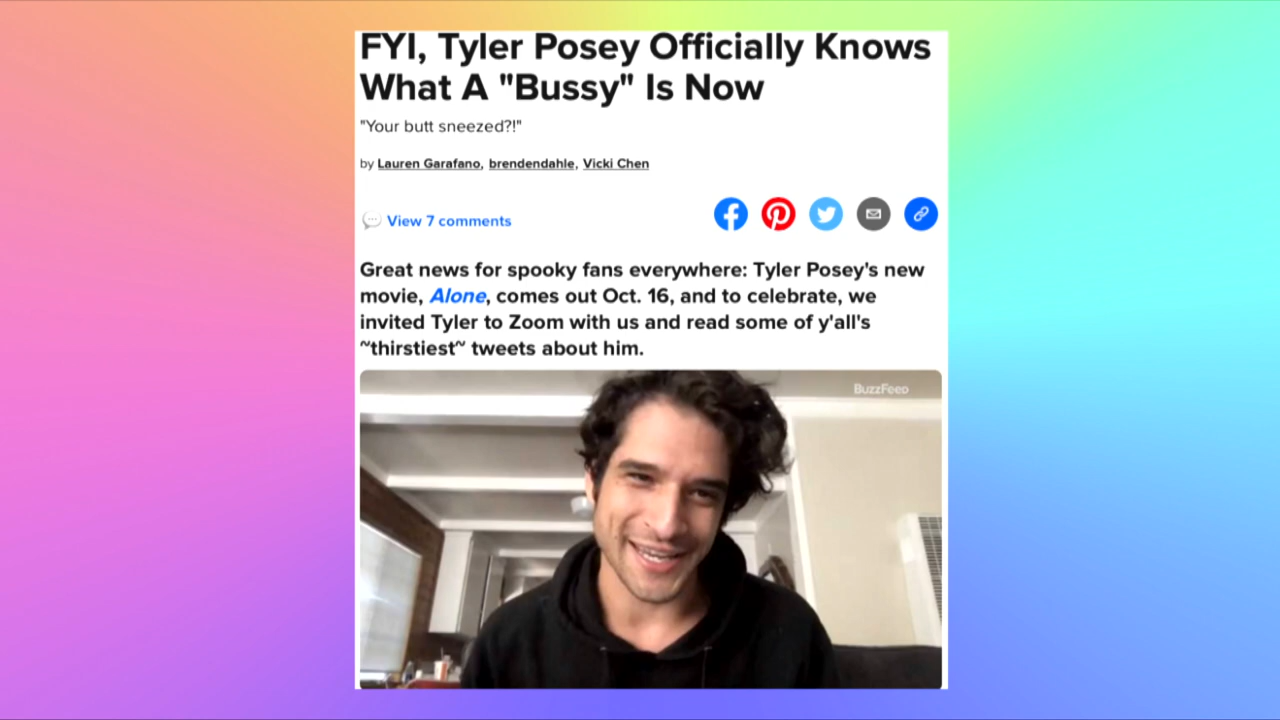 FYI, Tyler Posey Officially Knows
What A "Bussy" Is Now
"Your butt sneezed?!"
by Lauren Garafano, brendendahle, Vicki Chen
View 7 comments
Great news for spooky fans everywhere: Tyler Posey's new
movie, Alone, comes out Oct. 16, and to celebrate, we
invited Tyler to Zoom with us and read some of y'all's
~thirstiest~ tweets about him.
BuzzFeed